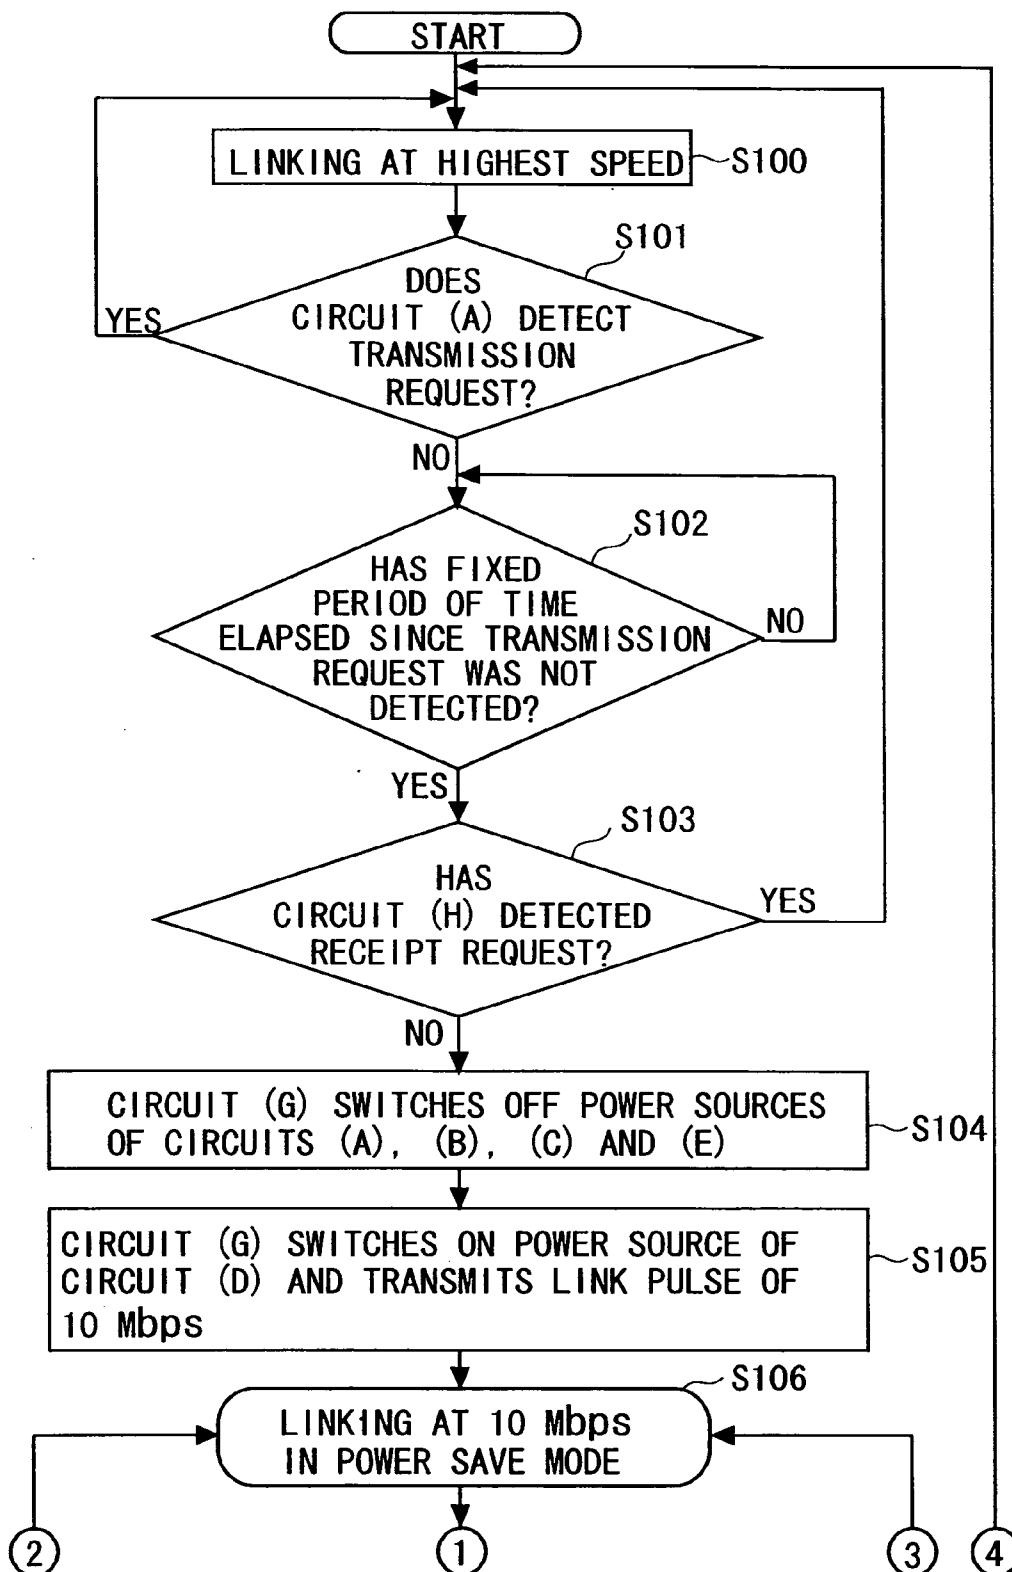 START
LINKING AT HIGHEST SPEED
S100
S101
DOES
CIRCUIT (A) DETECT
TRANSMISSION
REQUEST?
YES
NO
S102
HAS FIXED
PERIOD OF TIME
ELAPSED SINCE TRANSMISSION
REQUEST WAS NOT
DETECTED?
NO
YES
S103
HAS
CIRCUIT (H) DETECTED
RECEIPT REQUEST?
YES
NO
CIRCUIT (G) SWITCHES OFF POWER SOURCES
OF CIRCUITS (A), (B), (C) AND (E)
S104
CIRCUIT (G) SWITCHES ON POWER SOURCE OF
CIRCUIT (D) AND TRANSMITS LINK PULSE OF
10 Mbps
S105
S106
LINKING AT 10 Mbps
IN POWER SAVE MODE
2
1
3
4